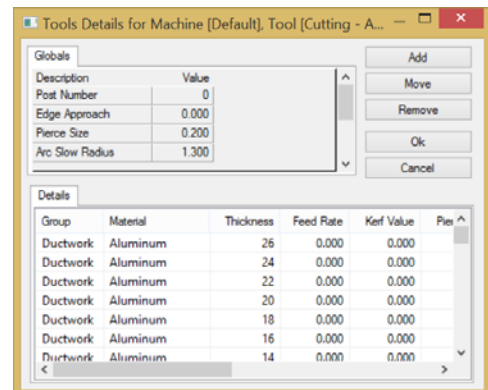 Tools Details for Machine [Default], Tool [Cutting - A...
Globals
Description Value
Post Number 0
Edge Approach 0.000
Pierce Size 0.200
Arc Slow Radius 1.300
Add
Move
Remove
Ok
Cancel
Details
Group Material Thickness Feed Rate Kerf Value Pier
Ductwork Aluminum 26 0.000 0.000
Ductwork Aluminum 24 0.000 0.000
Ductwork Aluminum 22 0.000 0.000
Ductwork Aluminum 20 0.000 0.000
Ductwork Aluminum 18 0.000 0.000
Ductwork Aluminum 16 0.000 0.000
Ductwork Aluminum 14 0.000 0.000